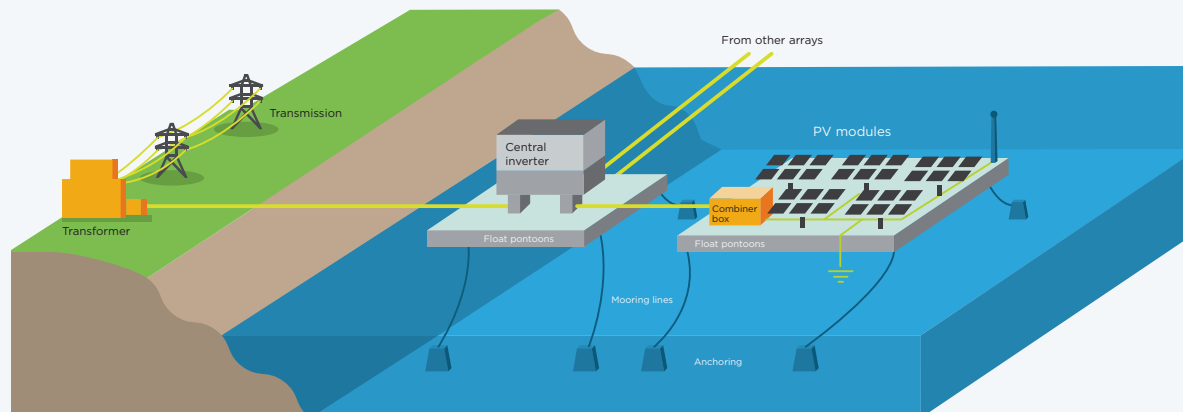 From other arrays
Transmission
PV modules
Central
inverter
Combiner
box
Transformer
Float pontoons
Float pontoons
Mooring lines
Anchoring